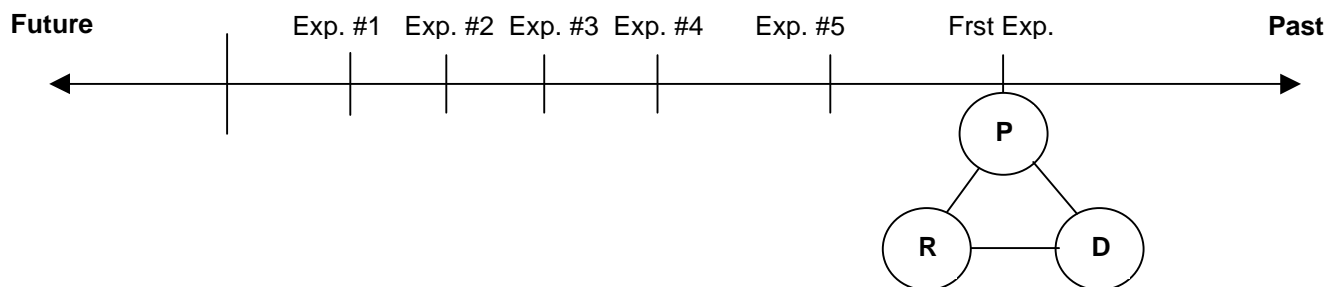 Future Exp. #1 Exp. #2 Exp. #3 Exp. #4 Exp. #5 Frst Exp. Past
P
R D